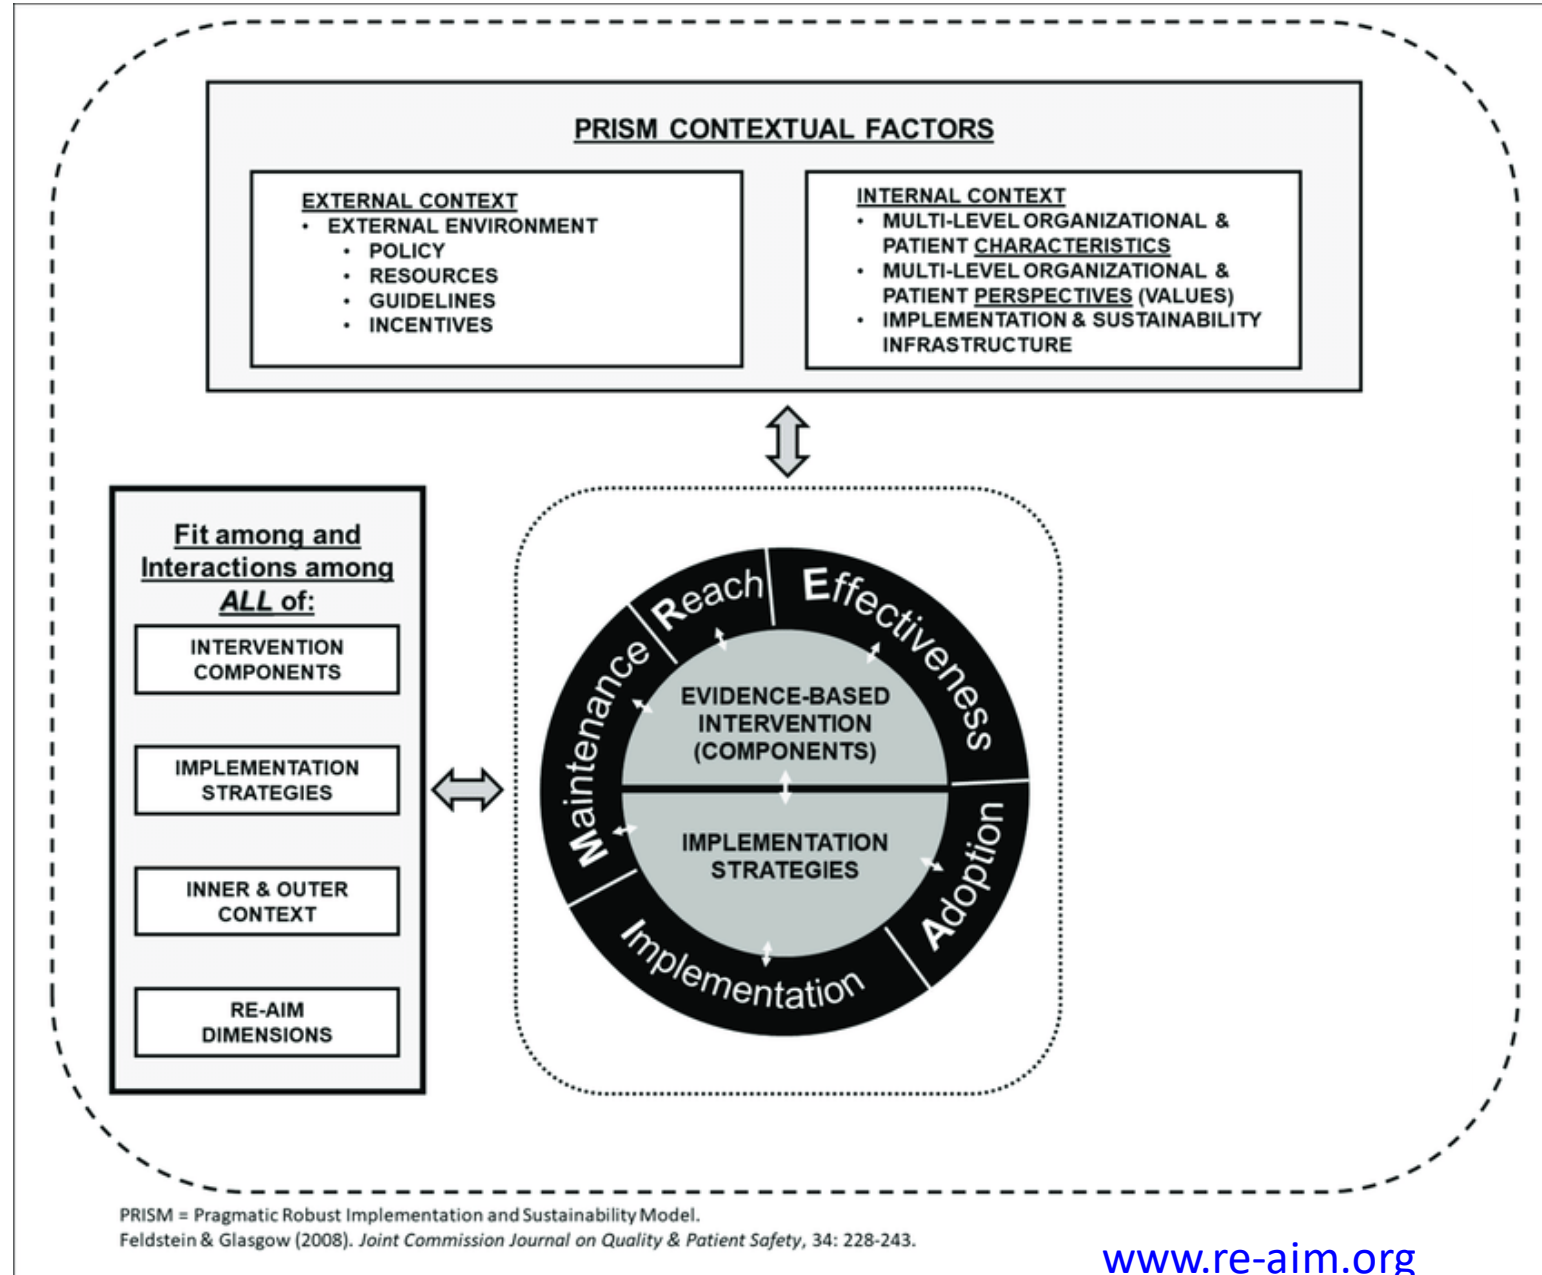 PRISM CONTEXTUAL FACTORS
EXTERNAL CONTEXT
• EXTERNAL ENVIRONMENT
• POLICY
• RESOURCES
• GUIDELINES
• INCENTIVES
INTERNAL CONTEXT
• MULTI-LEVEL ORGANIZATIONAL &
PATIENT CHARACTERISTICS
• MULTI-LEVEL ORGANIZATIONAL &
PATIENT PERSPECTIVES (VALUES)
• IMPLEMENTATION & SUSTAINABILITY
INFRASTRUCTURE
Fit among and
Interactions among
ALL of:
INTERVENTION
COMPONENTS
IMPLEMENTATION
STRATEGIES
INNER & OUTER
CONTEXT
RE-AIM
DIMENSIONS
Reach
Effectiveness
Adoption
Implementation
Maintenance
EVIDENCE-BASED
INTERVENTION
(COMPONENTS)
IMPLEMENTATION
STRATEGIES
PRISM = Pragmatic Robust Implementation and Sustainability Model.
Feldstein & Glasgow (2008). Joint Commission Journal on Quality & Patient Safety, 34: 228-243.
www.re-aim.org